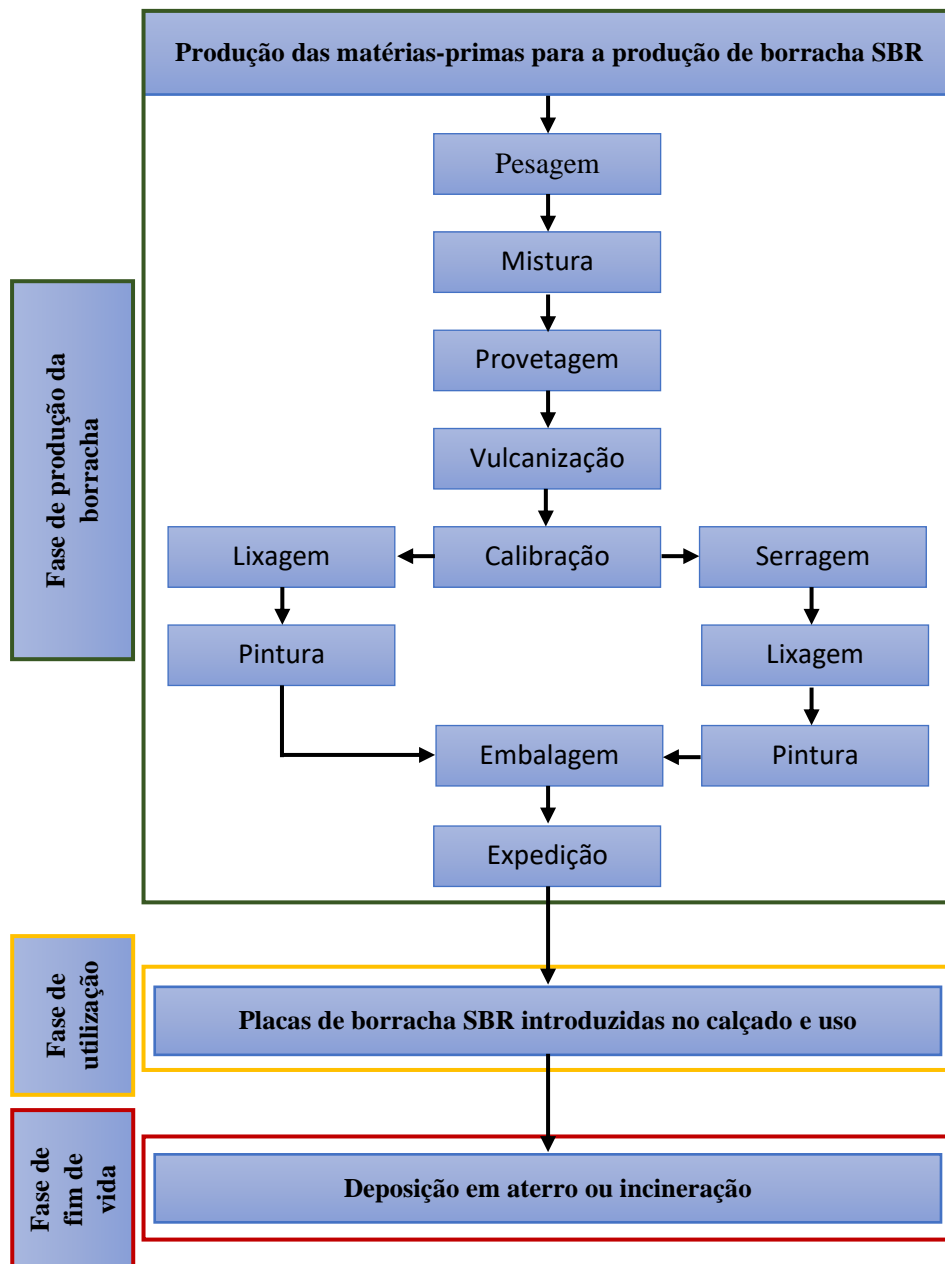 Produção das matérias-primas para a produção de borracha SBR
Pesagem
Mistura
Provetagem
Vulcanização
Lixagem
Calibração
Serragem
Pintura
Lixagem
Embalagem
Pintura
Expedição
Fase de produção da
borracha
Fase de
utilização
Placas de borracha SBR introduzidas no calçado e uso
Fase de
fim de
vida
Deposição em aterro ou incineração